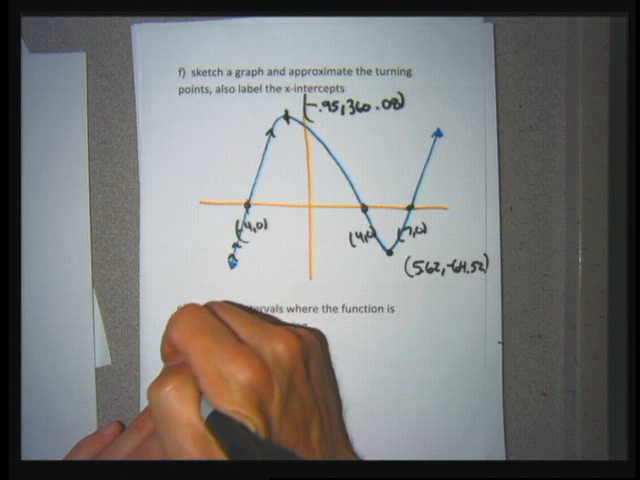 f) sketch a graph and approximate the turning
points, also label the x-intercepts
(-.95, 360.08)
(-4,0)
(4,0)
(7,0)
(5.62, -64.52)
intervals where the function is